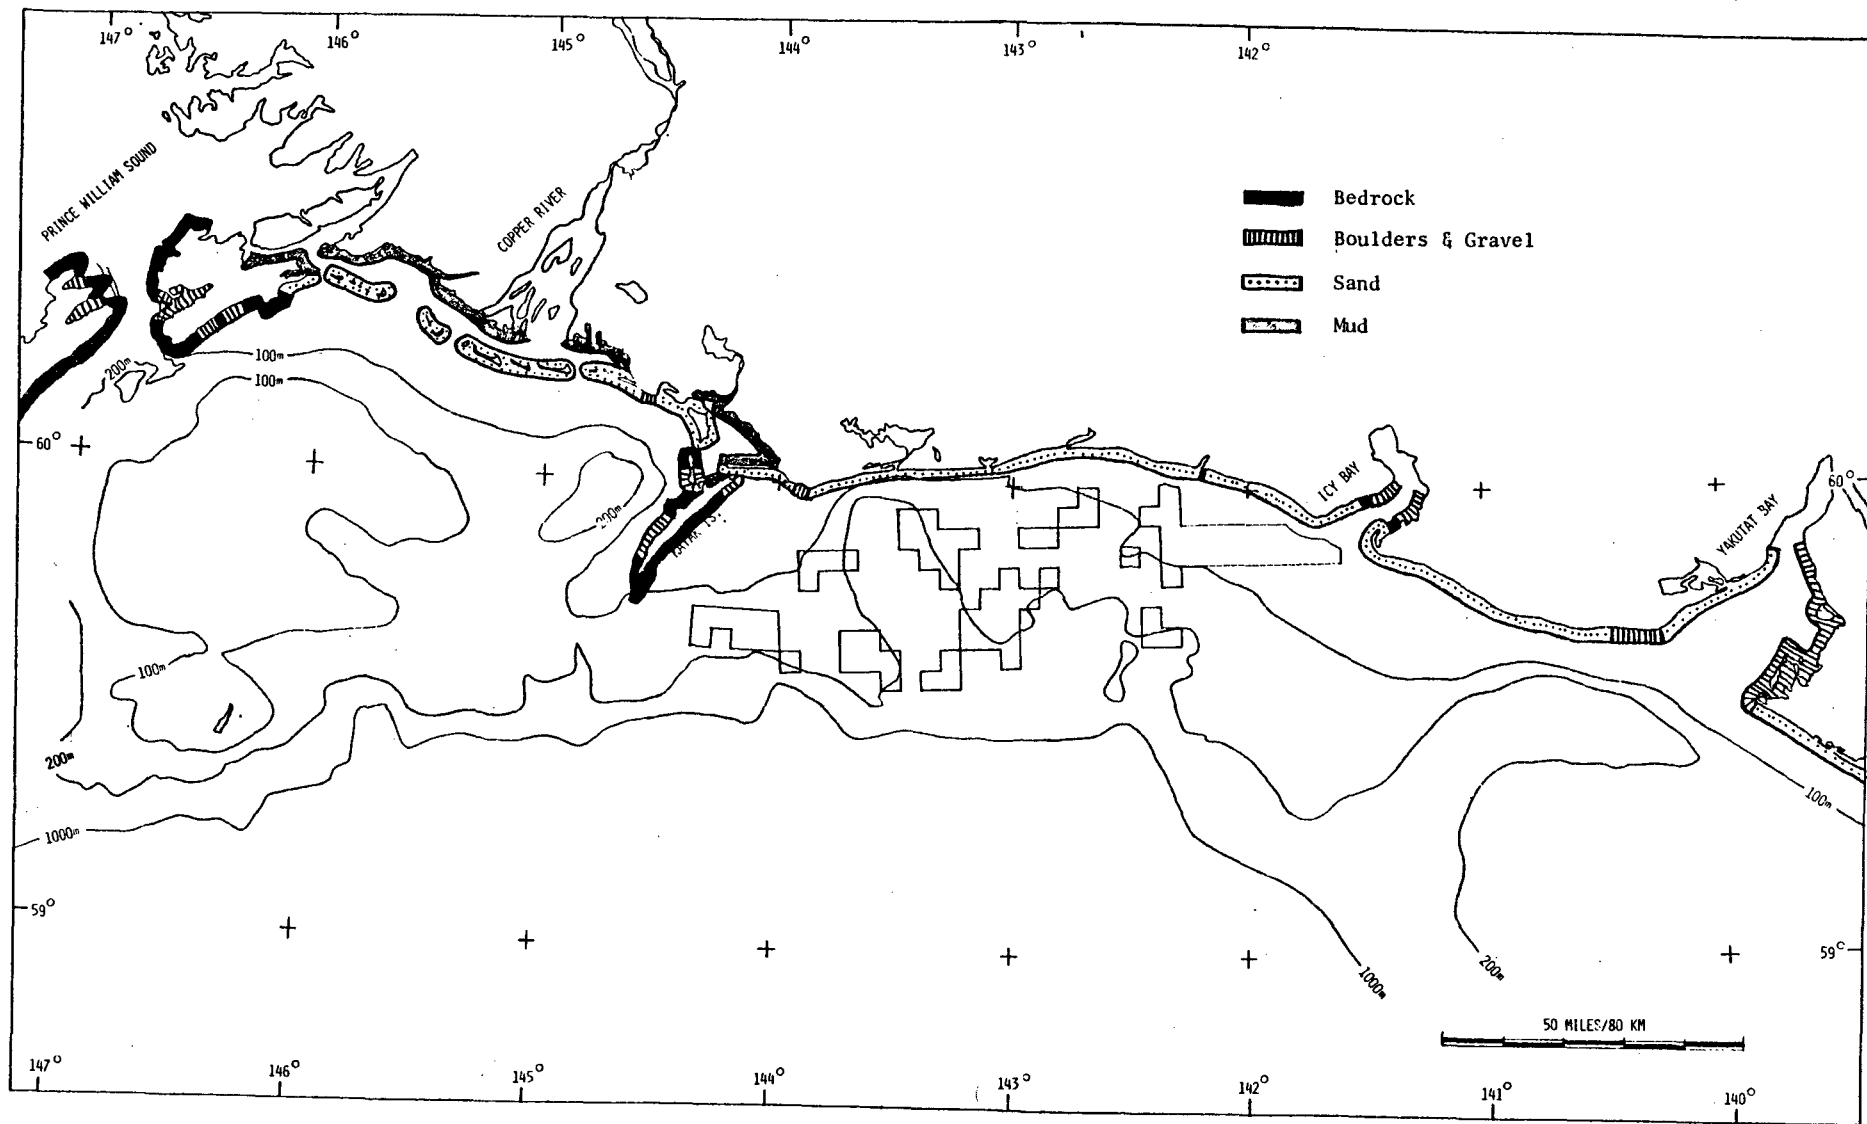 147°
146°
145°
144°
143°
142°
PRINCE WILLIAM SOUND
COPPER RIVER
Bedrock
Boulders & Gravel
Sand
Mud
200m
100m
100m
60°
200m
KAYAK IS.
ICY BAY
YAKUTAT BAY
60°
100m
200m
1000m
100m
59°
59°
200m
1000m
50 MILES/80 KM
147°
146°
145°
144°
143°
142°
141°
140°